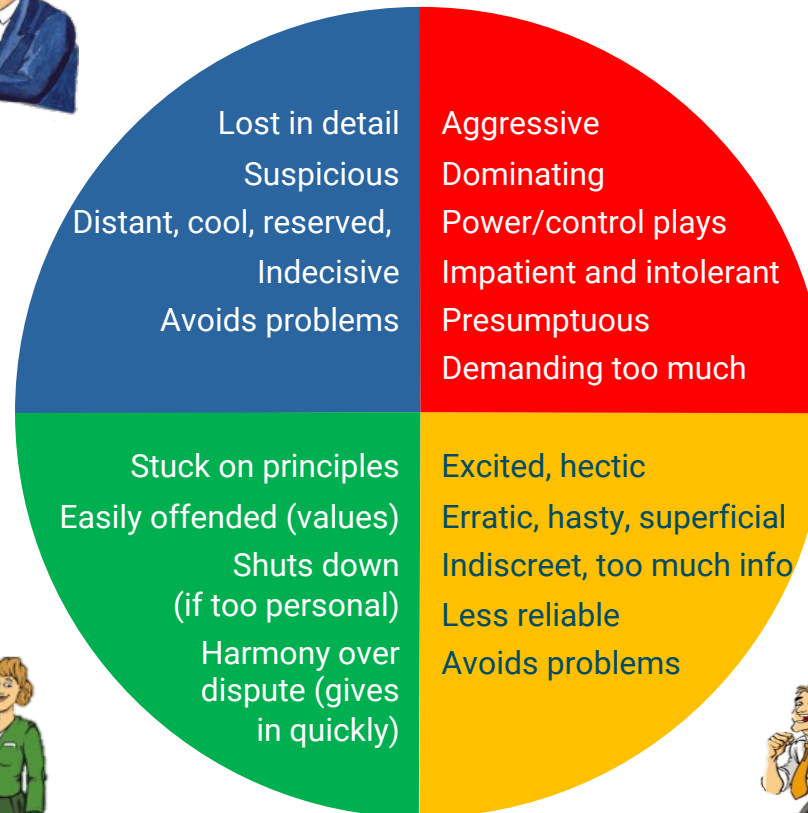 Lost in detail
Suspicious
Distant, cool, reserved,
Indecisive
Avoids problems
Aggressive
Dominating
Power/control plays
Impatient and intolerant
Presumptuous
Demanding too much
Stuck on principles
Easily offended (values)
Shuts down
(if too personal)
Harmony over
dispute (gives
in quickly)
Excited, hectic
Erratic, hasty, superficial
Indiscreet, too much info
Less reliable
Avoids problems